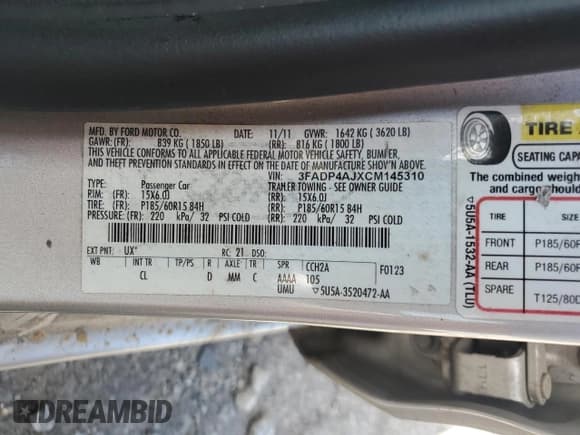 MFD. BY FORD MOTOR CO.
DATE: 11/11 GVWR: 1642 KG ( 3620 LB)
GAWR: (FR): 839 KG ( 1850 LB) (RR): 816 KG ( 1800 LB)
THIS VEHICLE CONFORMS TO ALL APPLICABLE FEDERAL MOTOR VEHICLE SAFETY, BUMPER,
AND THEFT PREVENTION STANDARDS IN EFFECT ON THE DATE OF MANUFACTURE SHOWN ABOVE.
VIN: 3FADP4AJXCM145310
TYPE: Passenger Car TRAILER TOWING - SEE OWNER GUIDE
RIM: (FR): 15X6.0J (RR): 15X6.0J
TIRES: (FR): P185/60R15 84H (RR): P185/60R15 84H
PRESSURE: (FR): 220 kPa/ 32 PSI COLD (RR): 220 kPa/ 32 PSI COLD
EXT PNT: UX* RC: 21 DSO:
WB INT TR TP/PS R AXLE TR SPR CCH2A F0123
CL D MM C AAAA 105
UMU ▽5U5A-3520472-AA
TIRE
SEATING CAPA
The combined weigh
and cargo should
TIRE SIZE
FRONT P185/60R
REAR P185/60R
SPARE T125/80D
▽5U5A-1532-AA (TLU)
ALL
DREAMBID